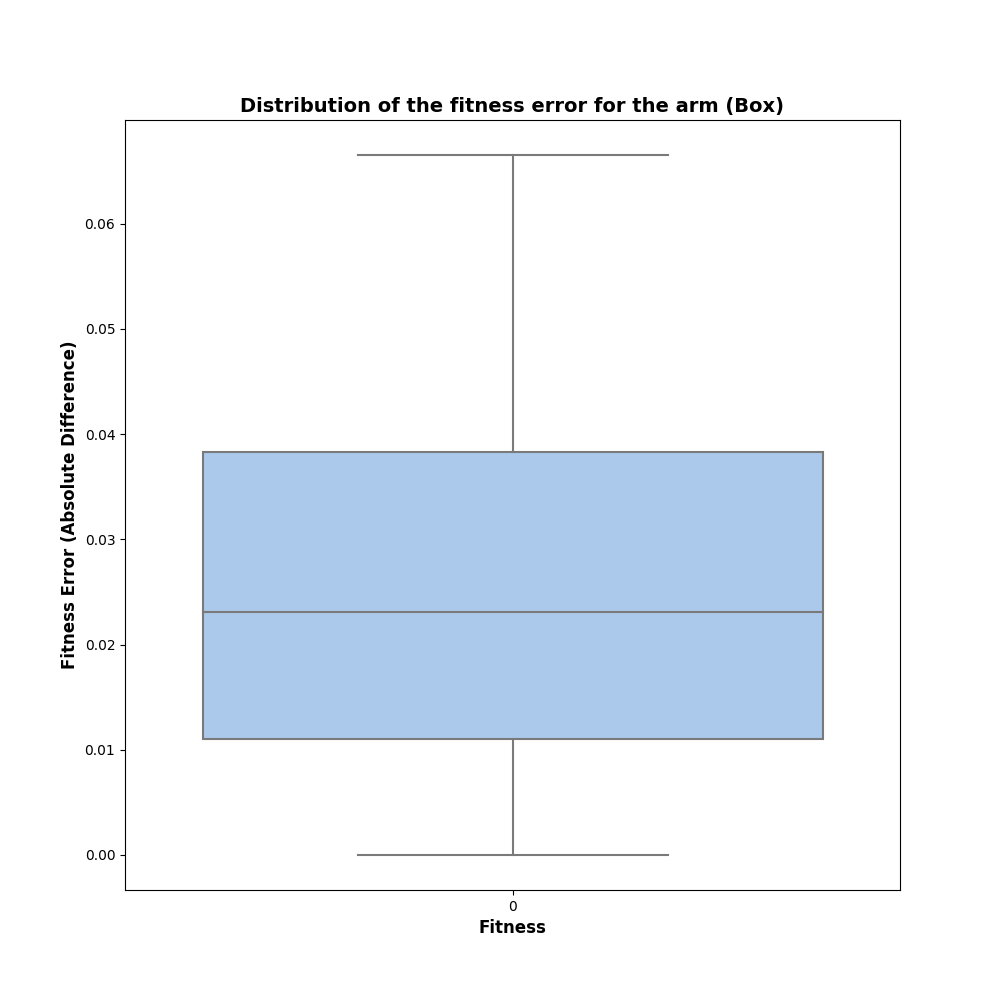 Distribution of the fitness error for the arm (Box)
0.06
0.05
0.04
0.03
0.02
0.01
0.00
Fitness Error (Absolute Difference)
0
Fitness